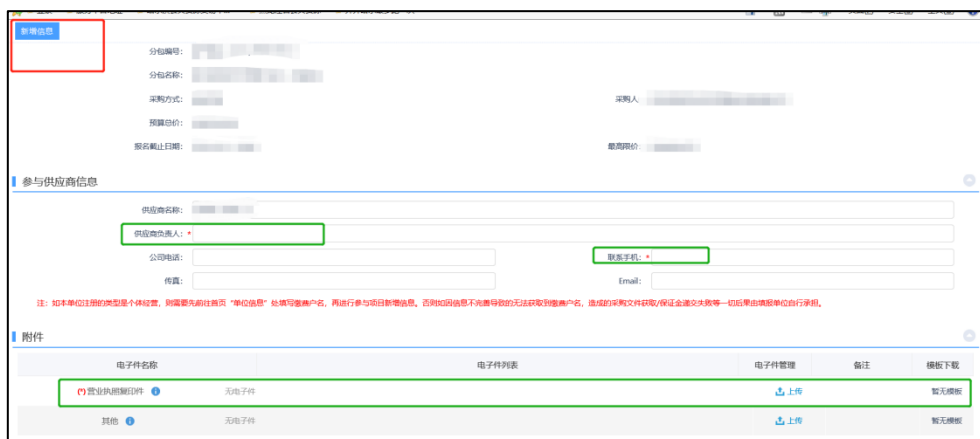 新增信息
分包编号：
分包名称：
采购方式： 采购人
预算总价：
报名截止日期： 最高限价：
参与供应商信息
供应商名称：
供应商负责人：*
公司电话： 联系手机：*
传真： Email：
注：如本单位注册的类型是个体经营，则需要先前往首页“单位信息”处填写缴费户名，再进行参与项目新增信息。否则如因信息不完善导致的无法获取到缴费户名，造成的采购文件获取/保证金递交失败等一切后果由填报单位自行承担。
附件
电子件名称 电子件列表 电子件管理 备注 模板下载
(*)营业执照复印件 无电子件 上传 暂无模板
其他 无电子件 上传 暂无模板